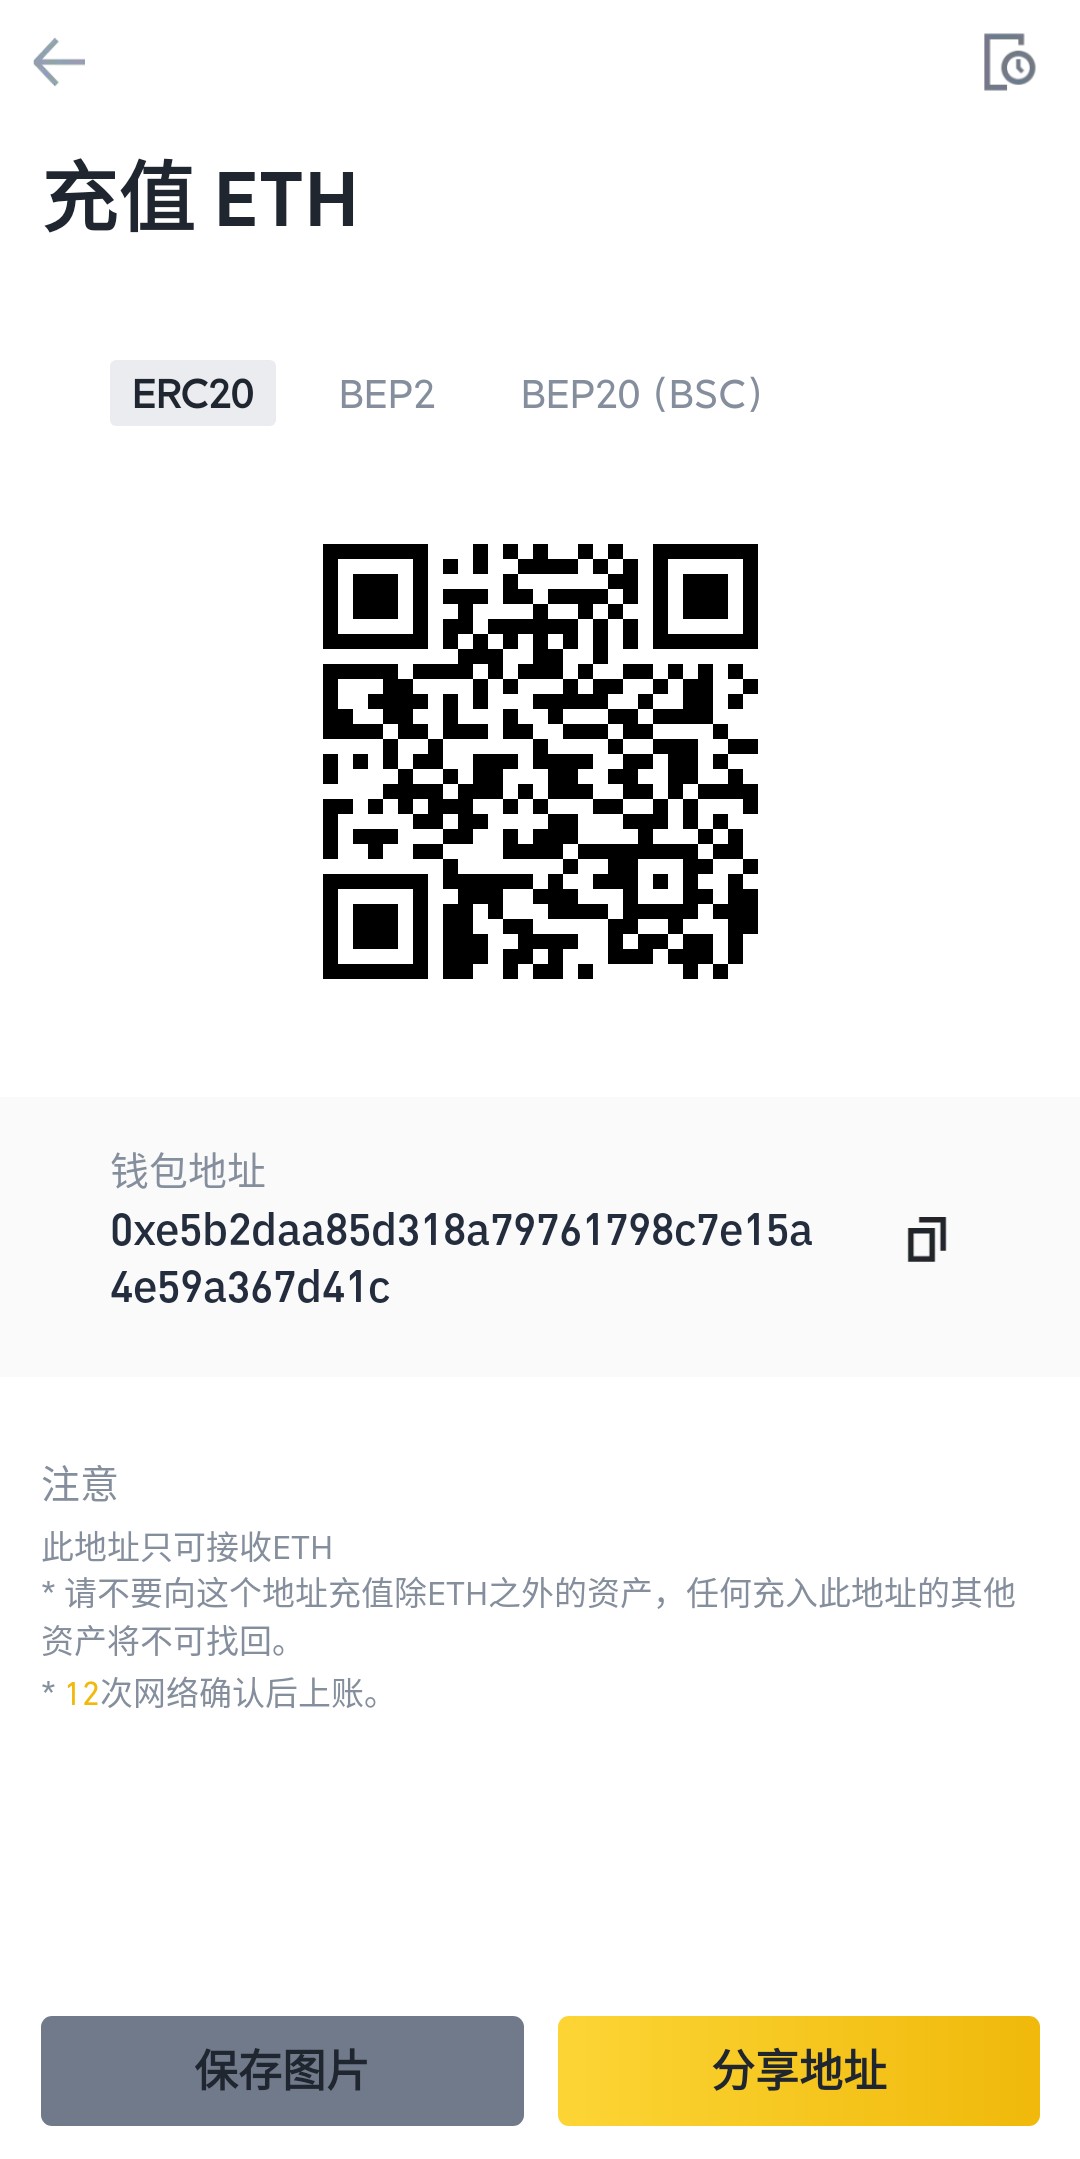 充值 ETH
ERC20 BEP2 BEP20 (BSC)
钱包地址
0xe5b2daa85d318a79761798c7e15a
4e59a367d41c
注意
此地址只可接收ETH
* 请不要向这个地址充值除ETH之外的资产，任何充入此地址的其他
资产将不可找回。
* 12次网络确认后上账。
保存图片 分享地址